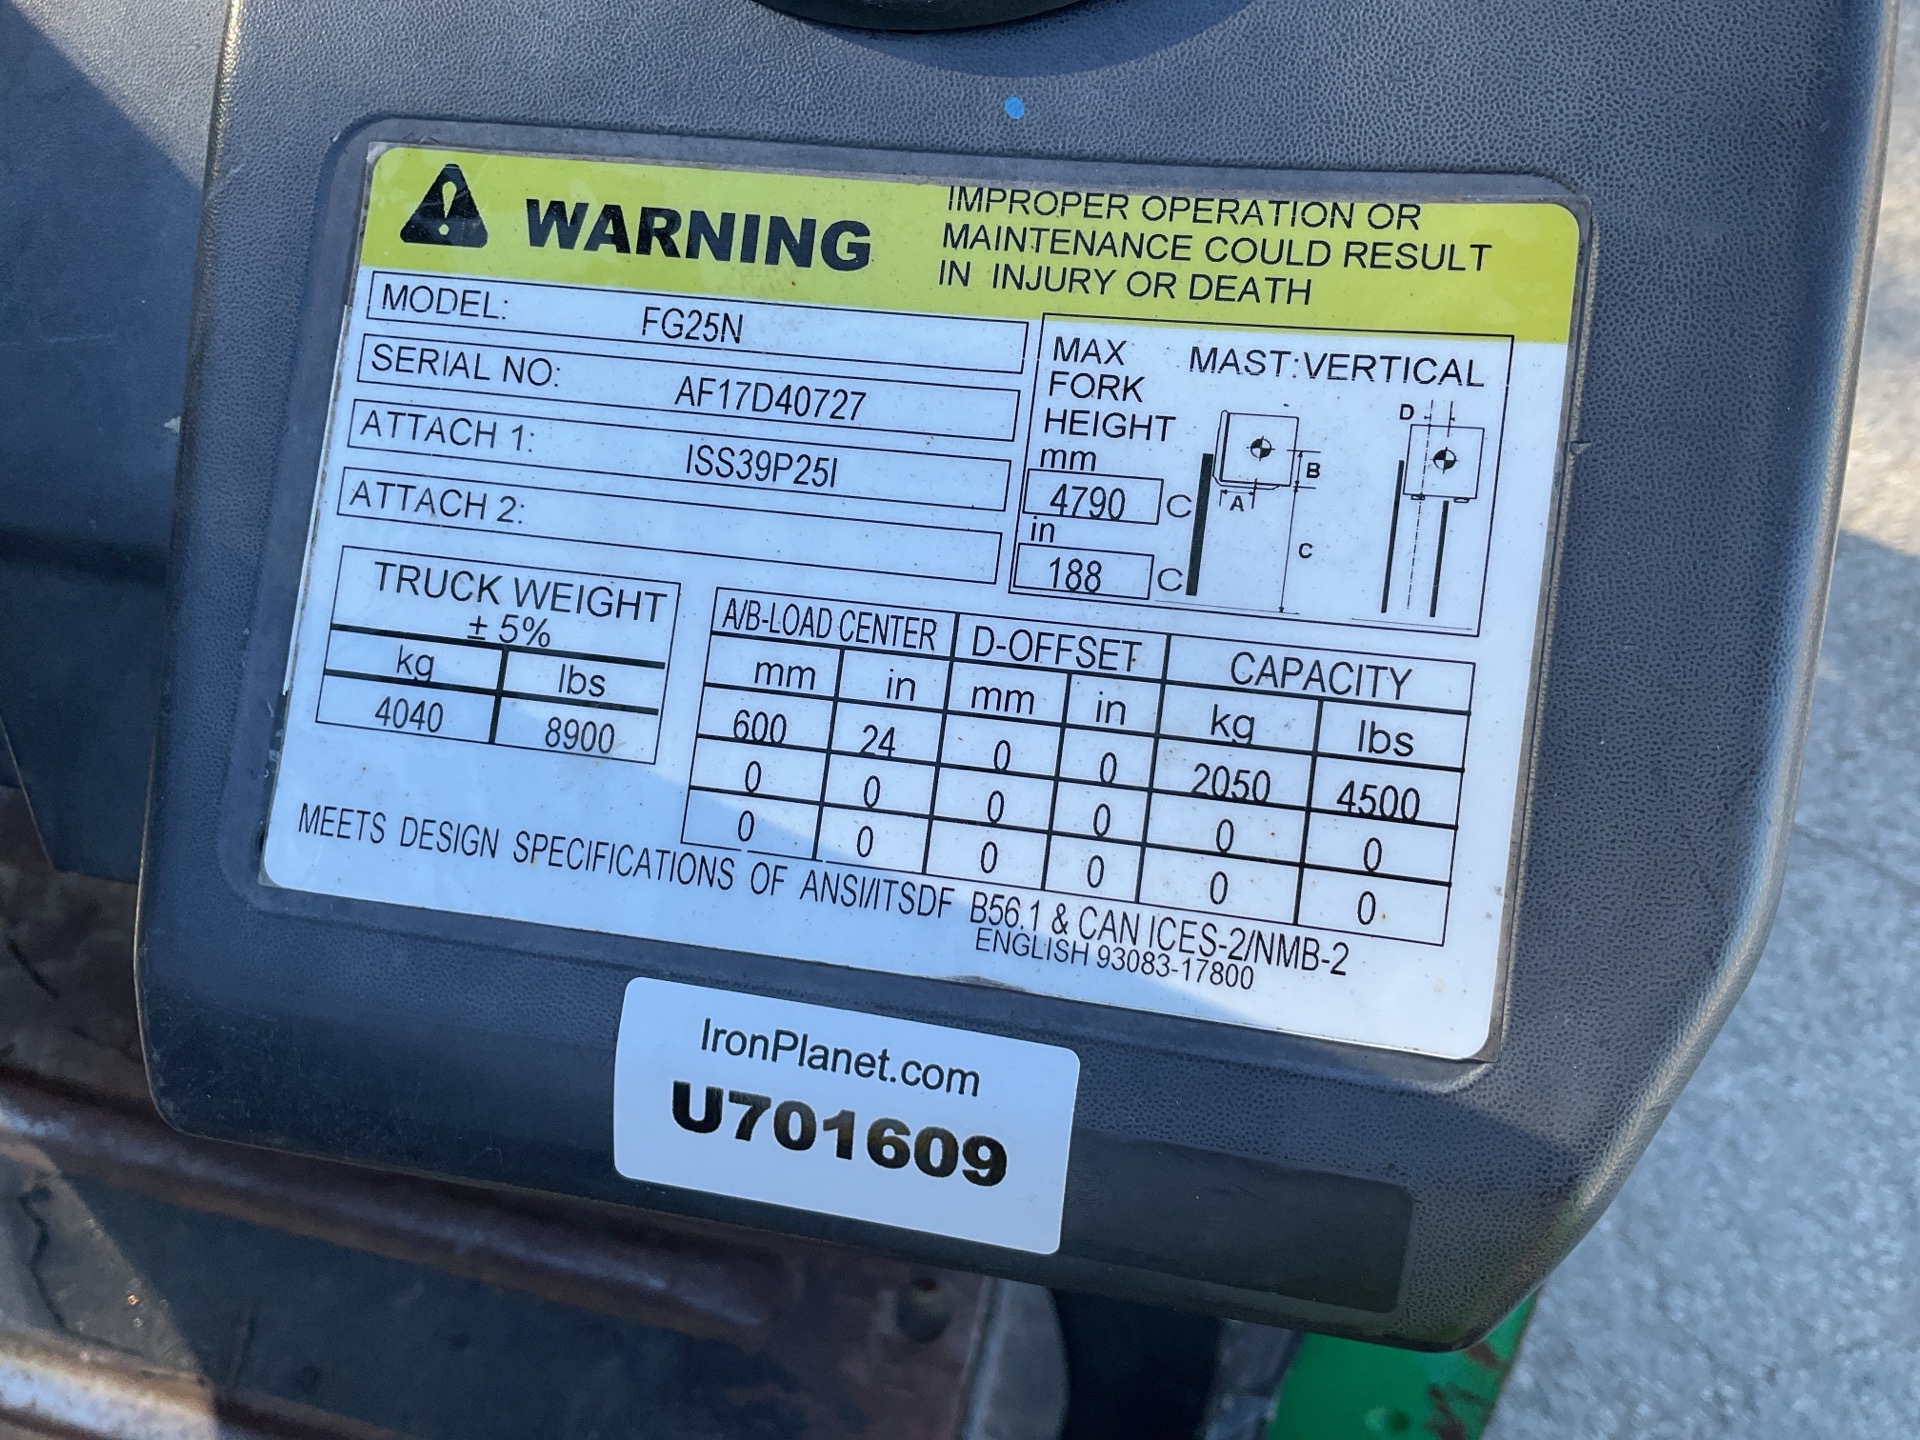 WARNING
IMPROPER OPERATION OR
MAINTENANCE COULD RESULT
IN INJURY OR DEATH
MODEL: FG25N
SERIAL NO: AF17D40727
ATTACH 1: ISS39P25I
ATTACH 2:
MAX FORK HEIGHT
MAST:VERTICAL
mm
4790 C
in
188 C
A
B
C
D
TRUCK WEIGHT
± 5%
kg lbs
4040 8900
A/B-LOAD CENTER D-OFFSET CAPACITY
mm in mm in kg lbs
600 24 0 0 2050 4500
0 0 0 0 0 0
0 0 0 0 0 0
MEETS DESIGN SPECIFICATIONS OF ANSI/ITSDF B56.1 & CAN ICES-2/NMB-2
ENGLISH 93083-17800
IronPlanet.com
U701609